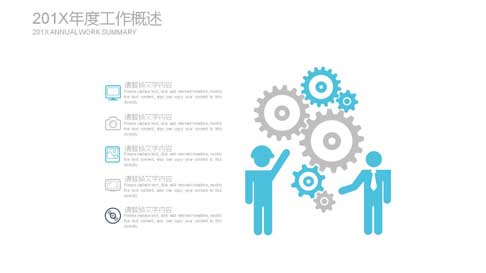 201X年度工作概述
201X ANNUAL WORK SUMMARY
请替换文字内容
Please replace text, click add relevant headline, modify
the text content, also can copy your content to this
directly.
请替换文字内容
Please replace text, click add relevant headline, modify
the text content, also can copy your content to this
directly.
请替换文字内容
Please replace text, click add relevant headline, modify
the text content, also can copy your content to this
directly.
请替换文字内容
Please replace text, click add relevant headline, modify
the text content, also can copy your content to this
directly.
请替换文字内容
Please replace text, click add relevant headline, modify
the text content, also can copy your content to this
directly.